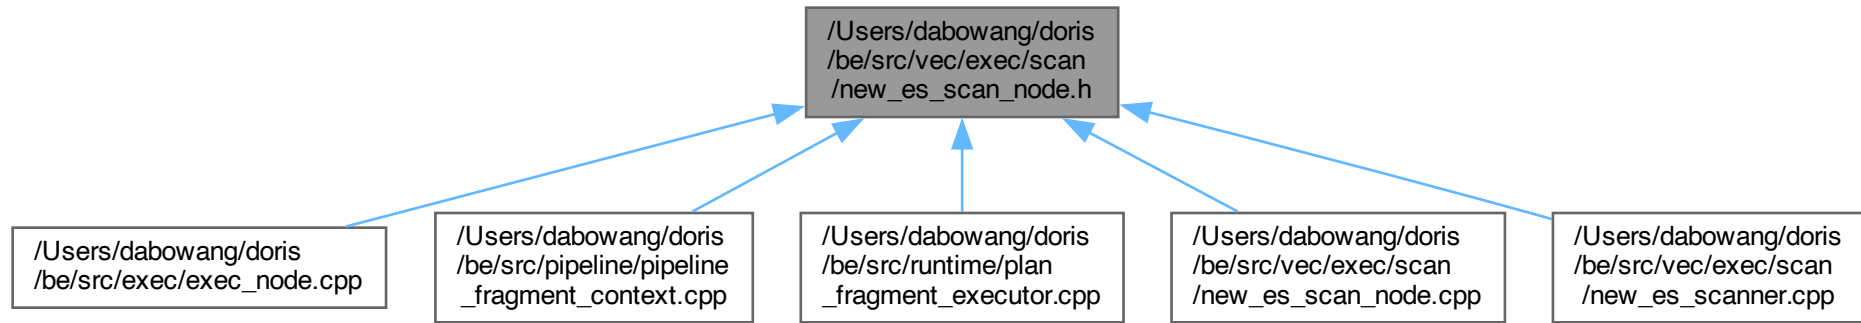 /Users/dabowang/doris
/be/src/vec/exec/scan
/new_es_scan_node.h
/Users/dabowang/doris
/be/src/exec/exec_node.cpp
/Users/dabowang/doris
/be/src/pipeline/pipeline
_fragment_context.cpp
/Users/dabowang/doris
/be/src/runtime/plan
_fragment_executor.cpp
/Users/dabowang/doris
/be/src/vec/exec/scan
/new_es_scan_node.cpp
/Users/dabowang/doris
/be/src/vec/exec/scan
/new_es_scanner.cpp